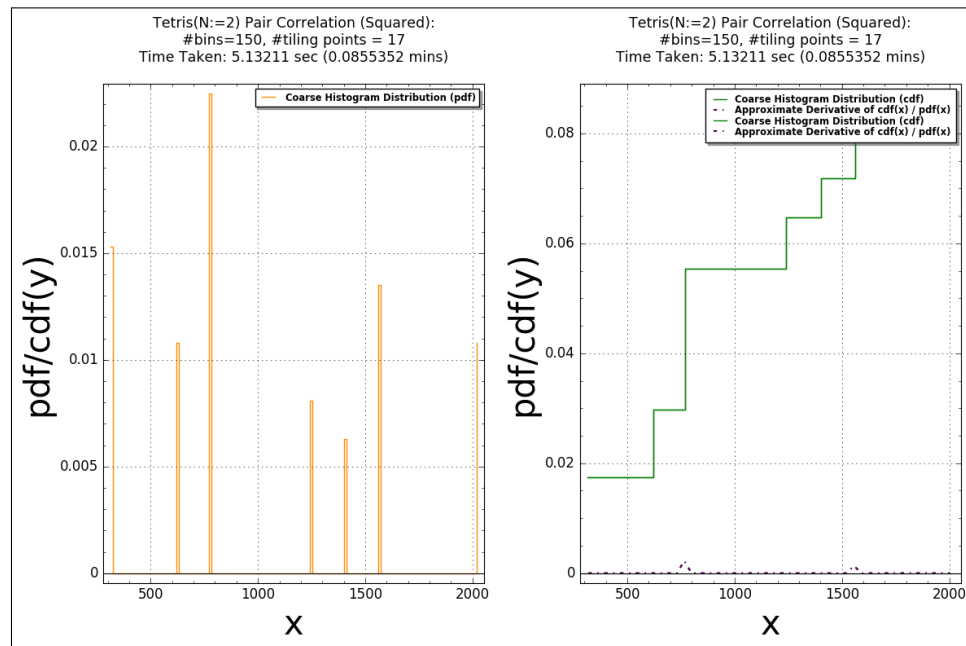 Tetris(N:=2) Pair Correlation (Squared):
#bins=150, #tiling points = 17
Time Taken: 5.13211 sec (0.0855352 mins)
Coarse Histogram Distribution (pdf)
0.02
0.015
0.01
0.005
0
500
1000
1500
2000
pdf/cdf(y)
x
Tetris(N:=2) Pair Correlation (Squared):
#bins=150, #tiling points = 17
Time Taken: 5.13211 sec (0.0855352 mins)
Coarse Histogram Distribution (cdf)
Approximate Derivative of cdf(x) / pdf(x)
Coarse Histogram Distribution (cdf)
Approximate Derivative of cdf(x) / pdf(x)
0.08
0.06
0.04
0.02
0
500
1000
1500
2000
pdf/cdf(y)
x